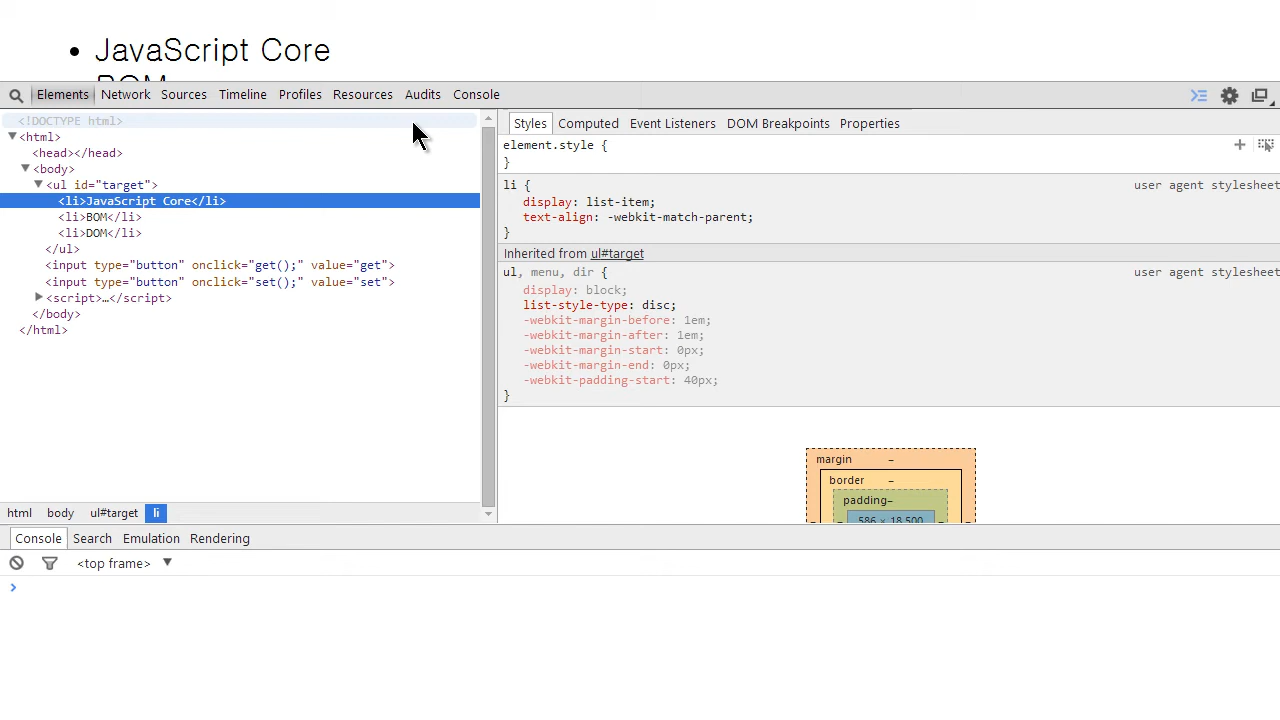 • JavaScript Core
BOM
Elements Network Sources Timeline Profiles Resources Audits Console
<!DOCTYPE html>
<html>
<head></head>
<body>
<ul id="target">
<li>JavaScript Core</li>
<li>BOM</li>
<li>DOM</li>
</ul>
<input type="button" onclick="get();" value="get">
<input type="button" onclick="set();" value="set">
<script>…</script>
</body>
</html>
html body ul#target li
Styles Computed Event Listeners DOM Breakpoints Properties
element.style {
}
li { user agent stylesheet
display: list-item;
text-align: -webkit-match-parent;
}
Inherited from ul#target
ul, menu, dir { user agent stylesheet
display: block;
list-style-type: disc;
-webkit-margin-before: 1em;
-webkit-margin-after: 1em;
-webkit-margin-start: 0px;
-webkit-margin-end: 0px;
-webkit-padding-start: 40px;
}
margin –
border –
padding–
586 × 18.500
Console Search Emulation Rendering
<top frame> ▼
>